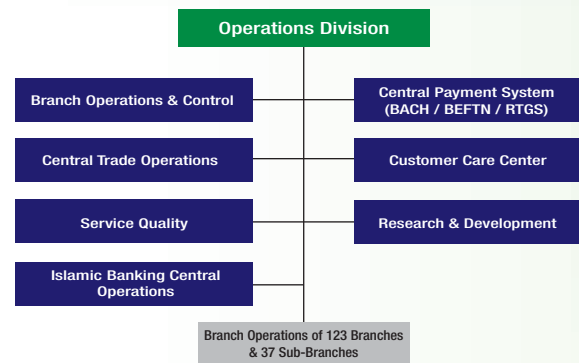 Operations Division
Branch Operations & Control
Central Payment System
(BACH / BEFTN / RTGS)
Central Trade Operations
Customer Care Center
Service Quality
Research & Development
Islamic Banking Central
Operations
Branch Operations of 123 Branches
& 37 Sub-Branches